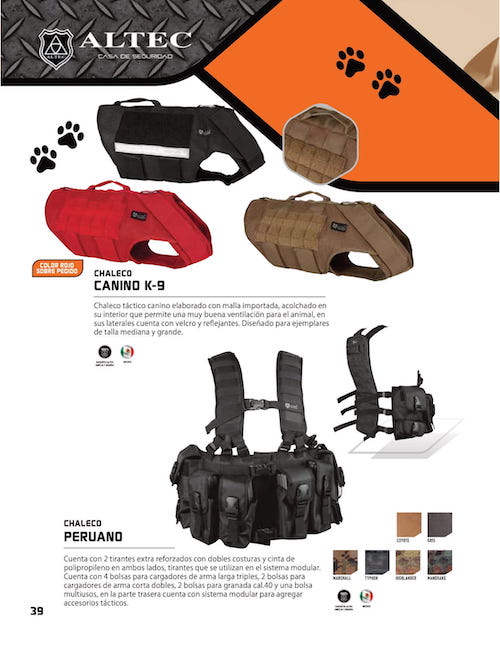 ALTEC
CASA DE SEGURIDAD
ALTEC
COLOR ROJO
SOBRE PEDIDO
CHALECO
CANINO K-9
Chaleco táctico canino elaborado con malla importada, acolchado en
su interior que permite una muy buena ventilación para el animal, en
sus laterales cuenta con velcro y reflejantes. Diseñado para ejemplares
de talla mediana y grande.
CHALECO
PERUANO
Cuenta con 2 tirantes extra reforzados con dobles costuras y cinta de
polipropileno en ambos lados, tirantes que se utilizan en el sistema modular.
Cuenta con 4 bolsas para cargadores de arma larga triples, 2 bolsas para
cargadores de arma corta dobles, 2 bolsas para granada cal.40 y una bolsa
multiusos, en la parte trasera cuenta con sistema modular para agregar
accesorios tácticos.
COYOTE
GRIS
MARSHALL
TYPHON
HIGHLANDER
MANDRAKE
39